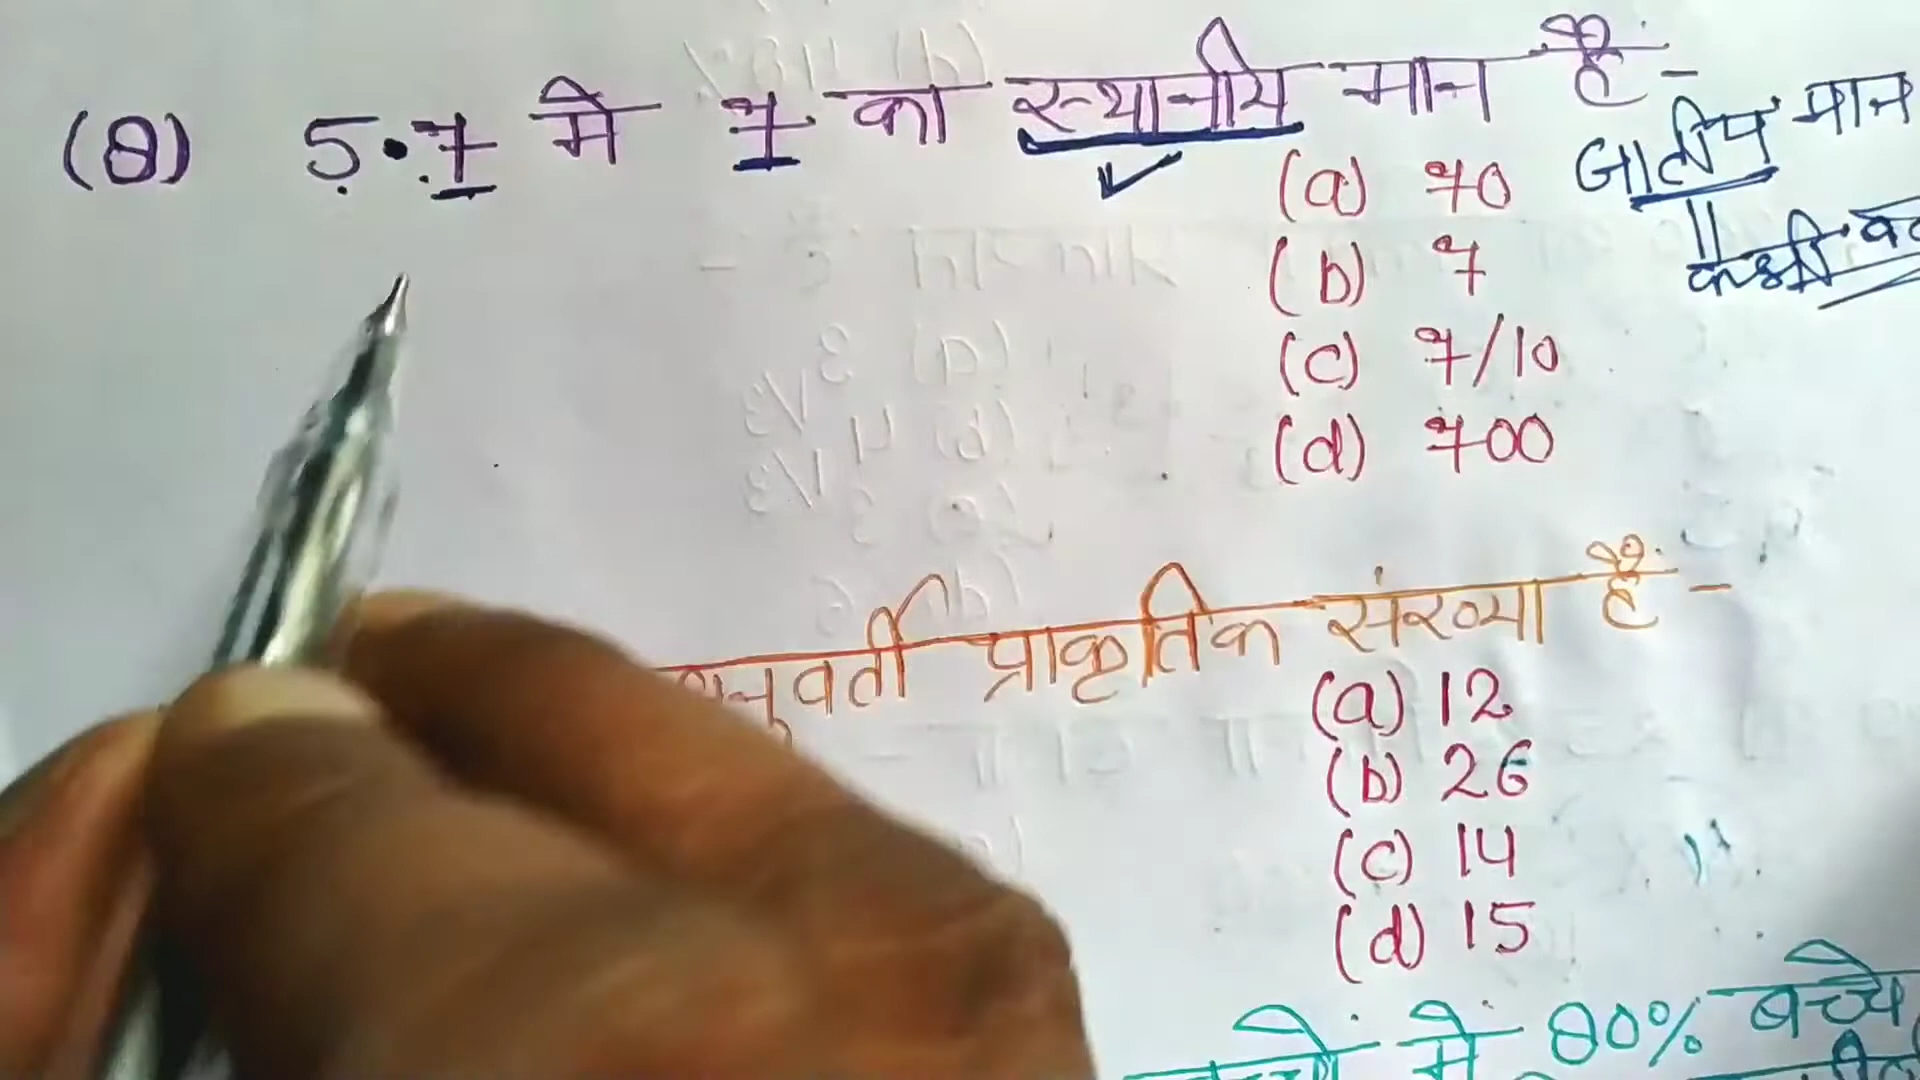 (8) 5.7 मे 7 का स्थानीय मान है-
(a) 70
(b) 7
(c) 7/10
(d) 700
जातीय मान
||
अनुवर्ती प्राकृतिक संख्या है-
(a) 12
(b) 26
(c) 14
(d) 15
मे 80% बच्चे